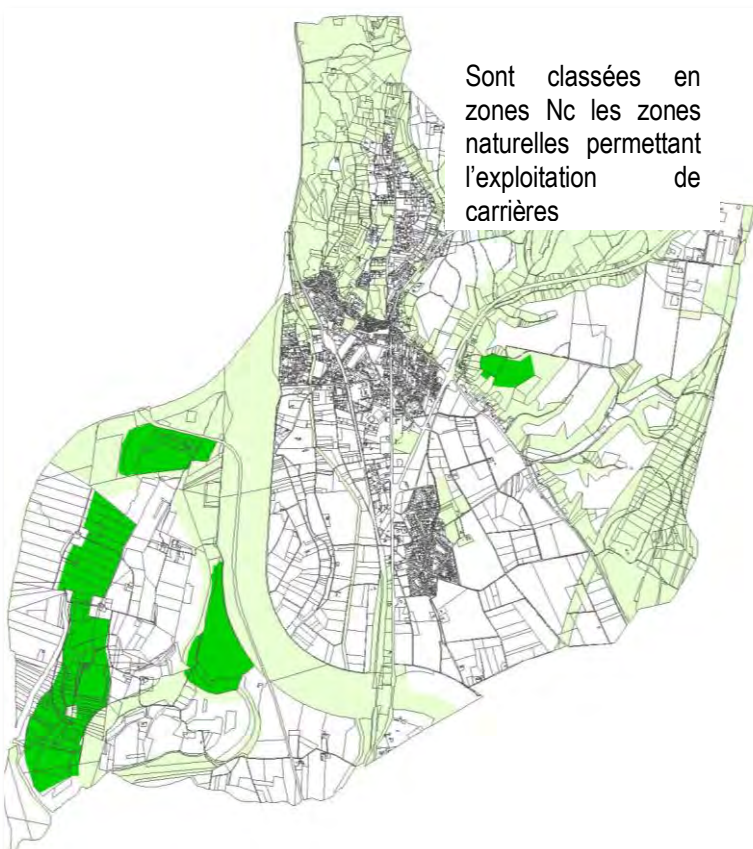 Sont classées en
zones Nc les zones
naturelles permettant
l'exploitation de
carrières